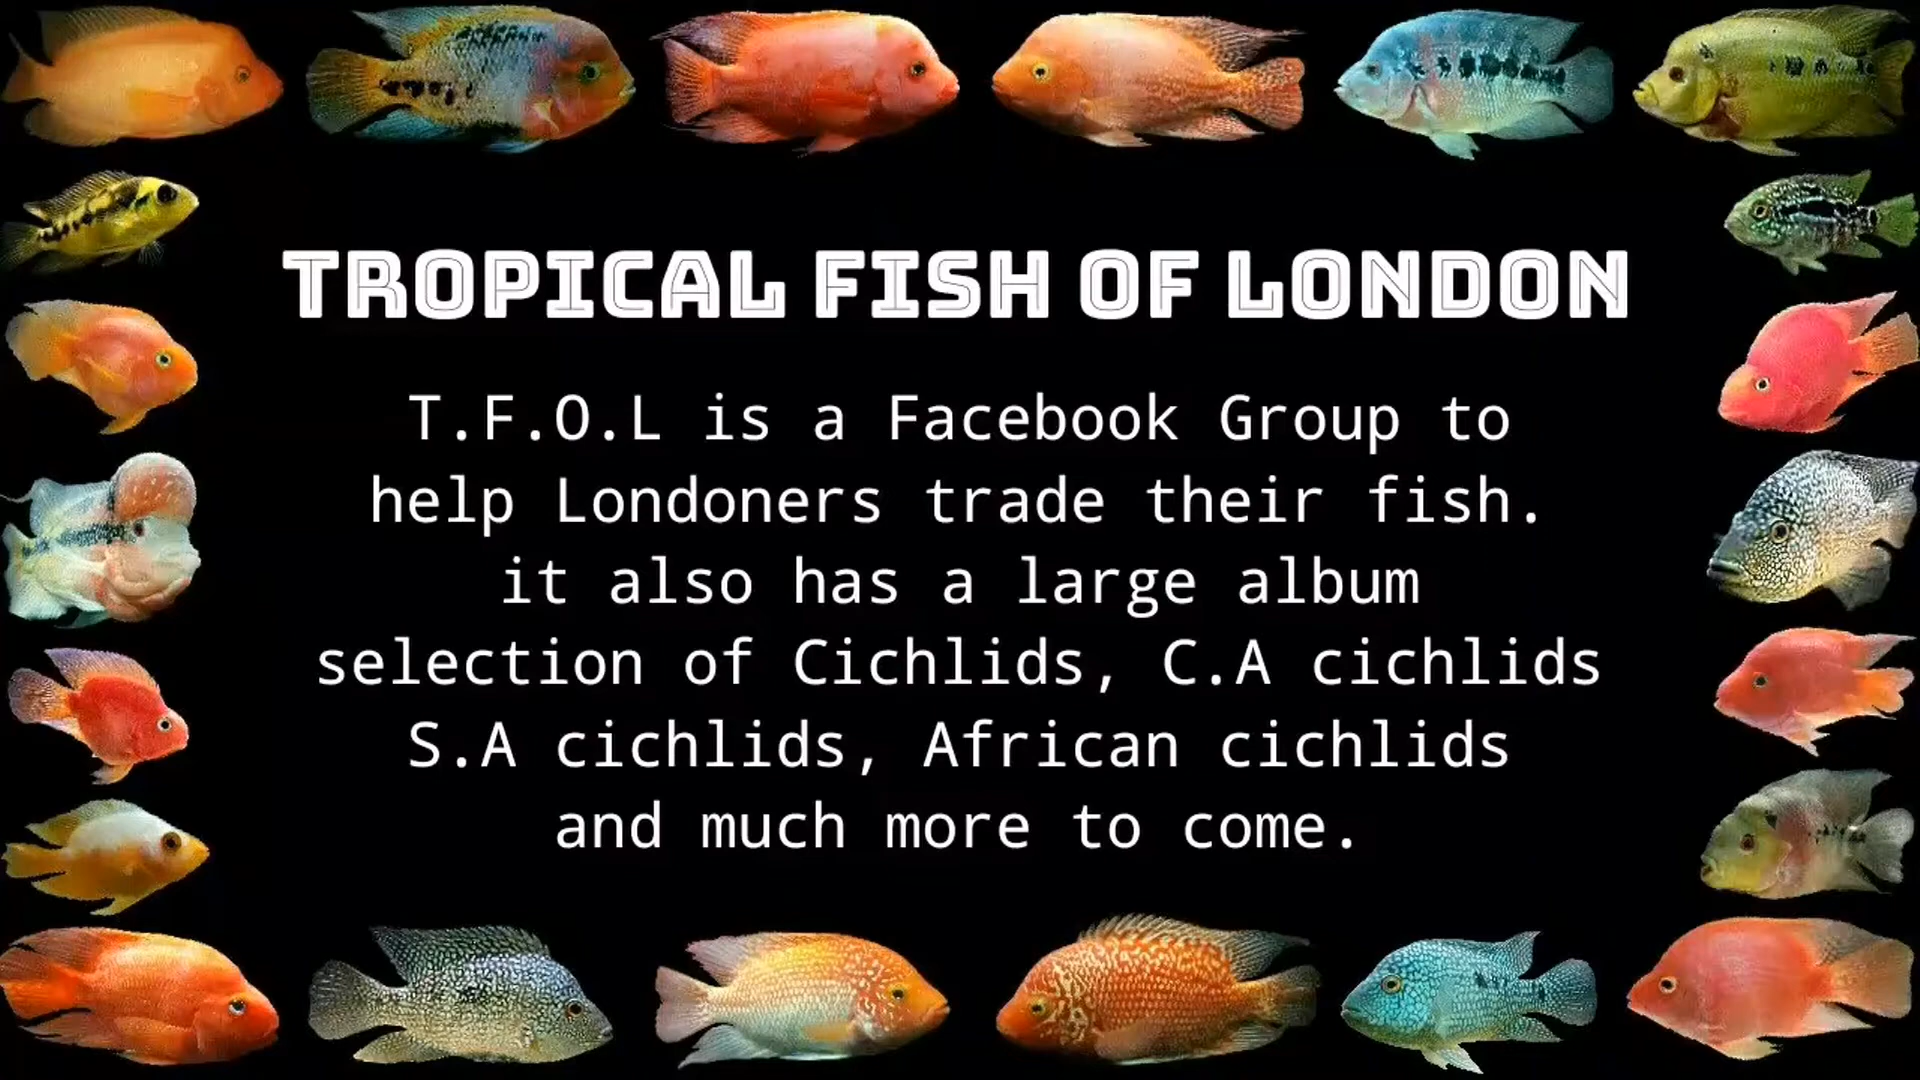 TROPICAL FISH OF LONDON
T.F.O.L is a Facebook Group to
help Londoners trade their fish.
it also has a large album
selection of Cichlids, C.A cichlids
S.A cichlids, African cichlids
and much more to come.